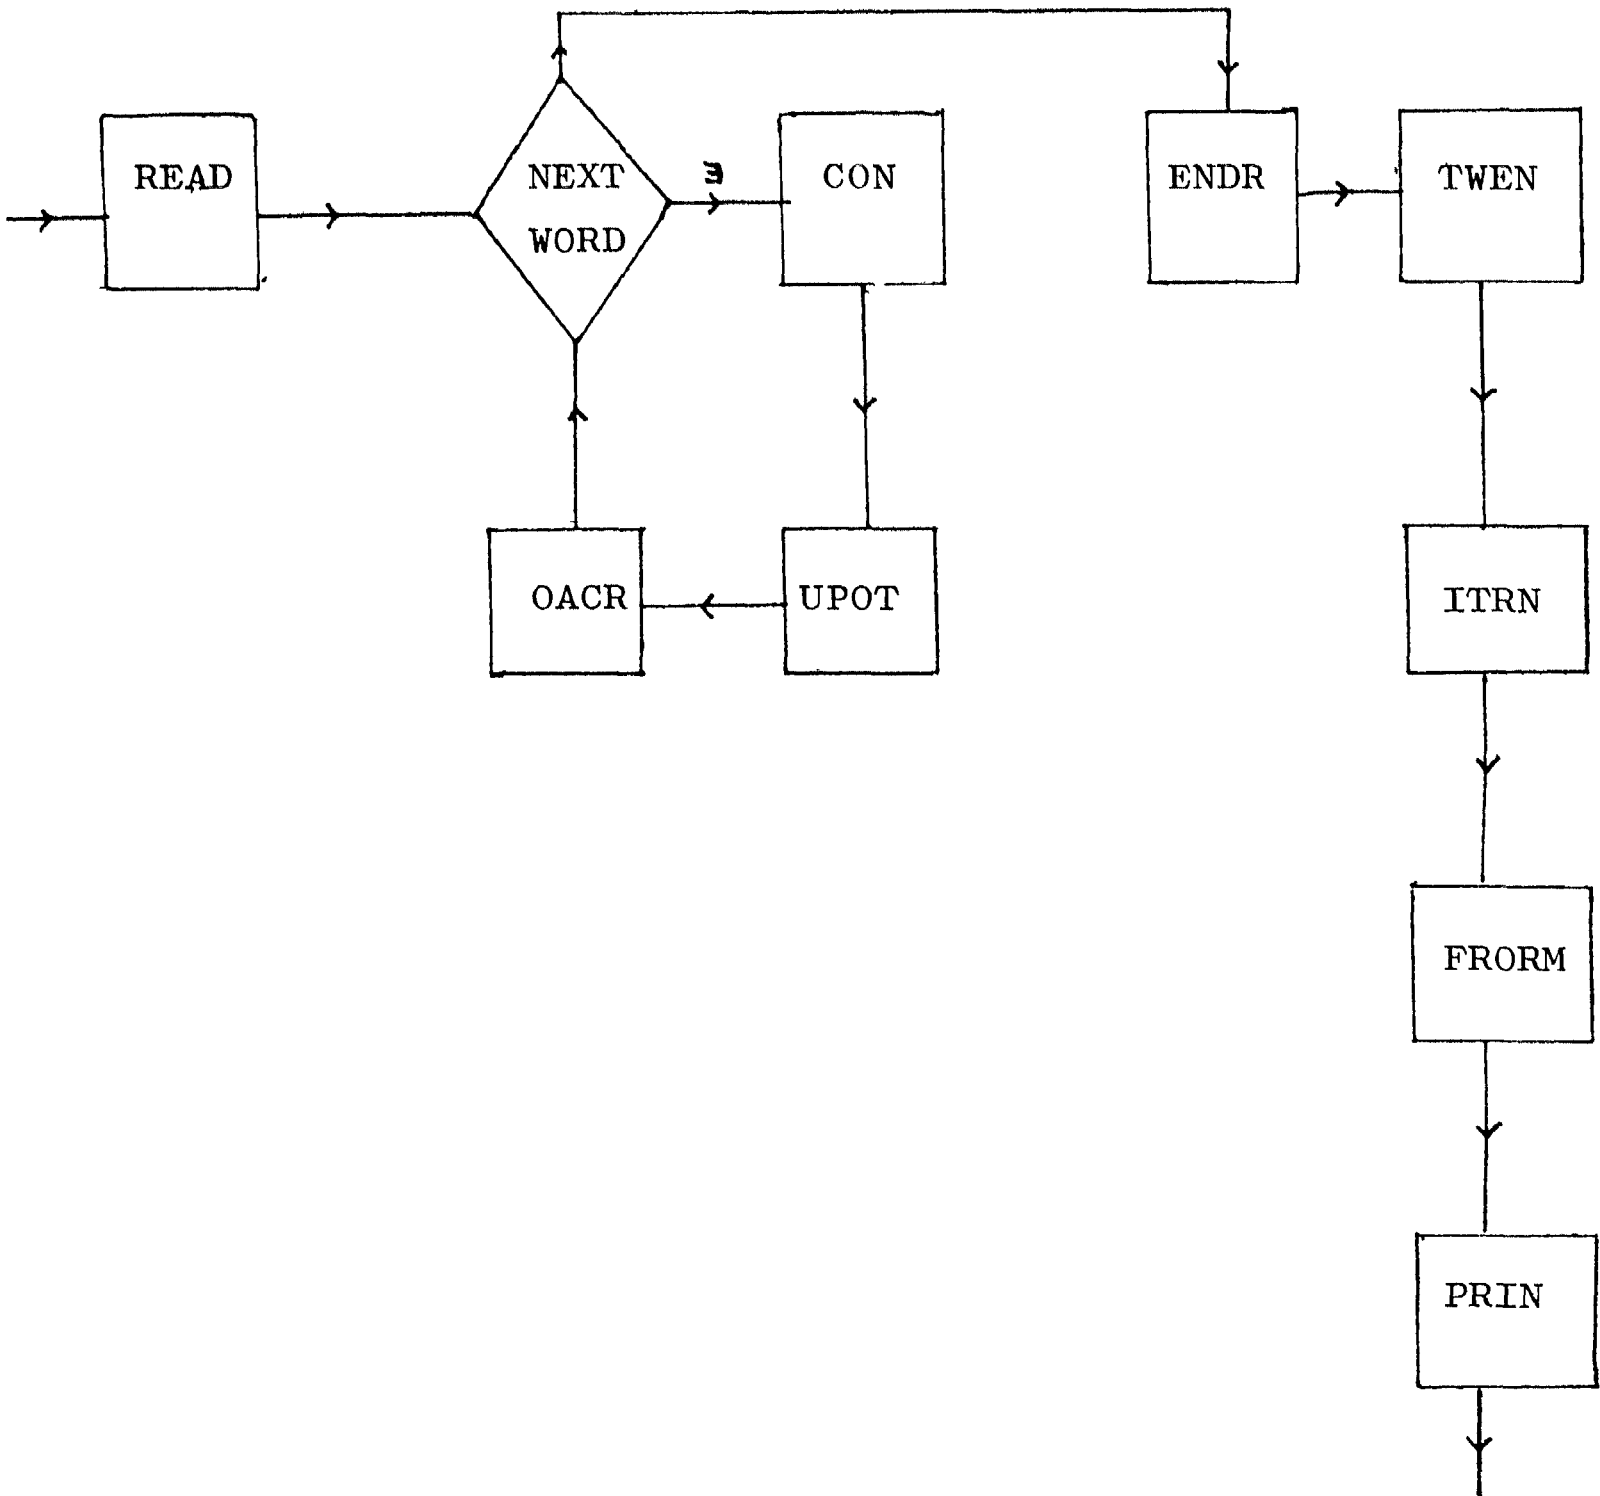 READ
NEXT
WORD
CON
ENDR
TWEN
OACR
UPOT
ITRN
FRORM
PRIN